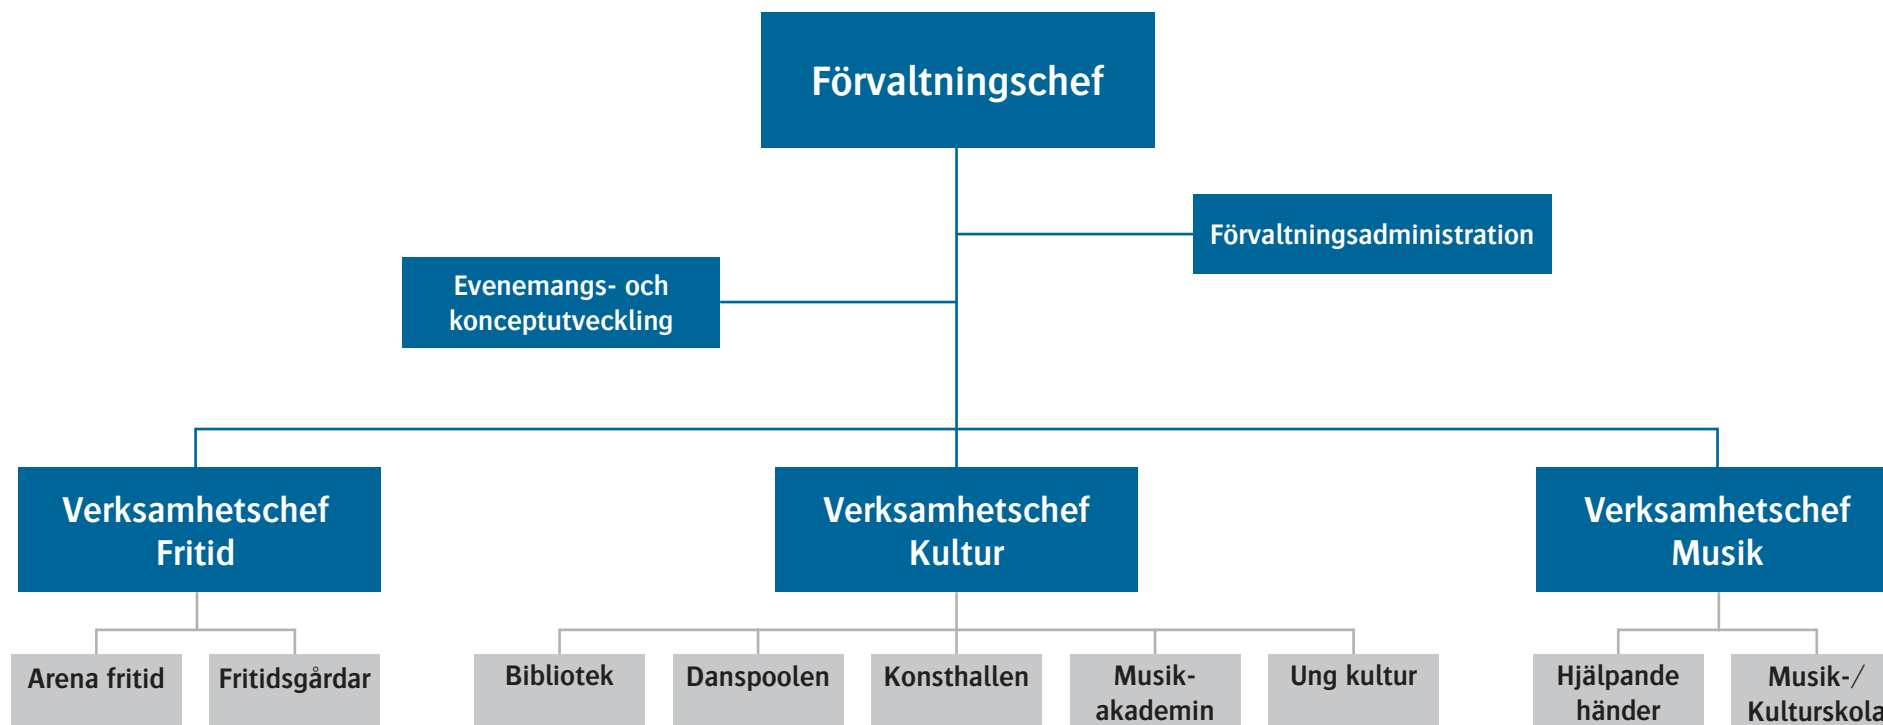 Förvaltningschef
Förvaltningsadministration
Evenemangs- och
konceptutveckling
Verksamhetschef
Fritid
Verksamhetschef
Kultur
Verksamhetschef
Musik
Arena fritid
Fritidsgårdar
Bibliotek
Danspoolen
Konsthallen
Musik-
akademin
Ung kultur
Hjälpande
händer
Musik-/
Kulturskola